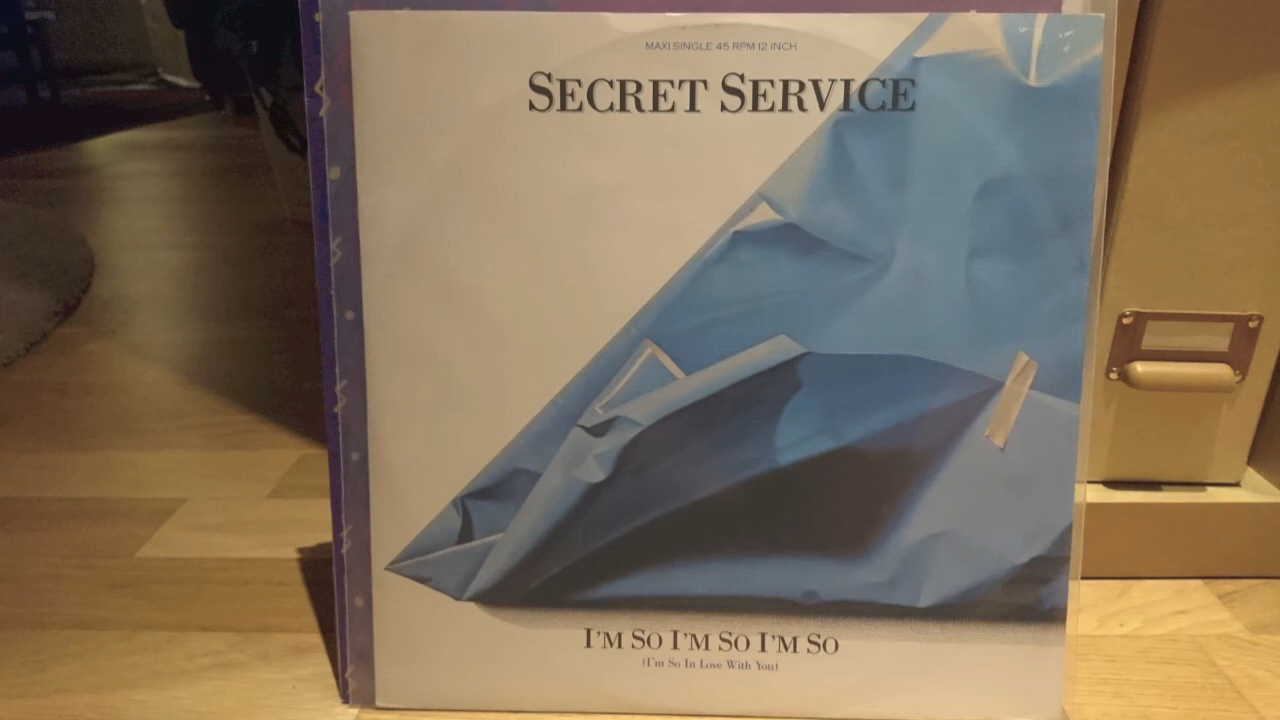 MAXI SINGLE 45 RPM 12 INCH
SECRET SERVICE
I'M SO I'M SO I'M SO
(I'm So In Love With You)